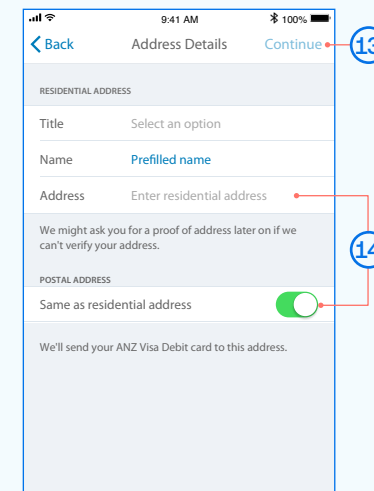 9:41 AM 100%
Back Address Details Continue
13
RESIDENTIAL ADDRESS
Title Select an option
Name Prefilled name
Address Enter residential address
We might ask you for a proof of address later on if we
can't verify your address.
14
POSTAL ADDRESS
Same as residential address
We'll send your ANZ Visa Debit card to this address.